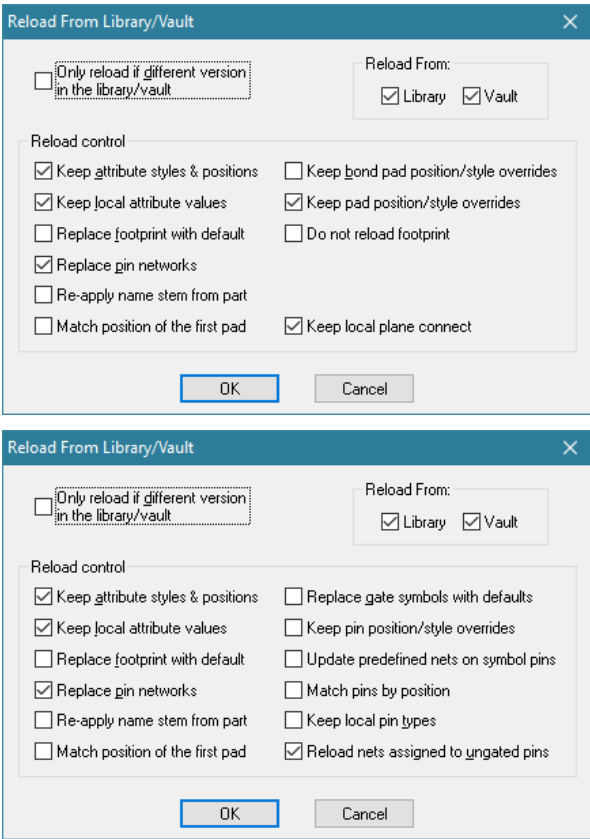 Reload From Library/Vault
Only reload if different version
in the library/vault
Reload From:
Library Vault
Reload control
Keep attribute styles & positions
Keep bond pad position/style overrides
Keep local attribute values
Keep pad position/style overrides
Replace footprint with default
Do not reload footprint
Replace pin networks
Re-apply name stem from part
Match position of the first pad
Keep local plane connect
OK Cancel
Reload From Library/Vault
Only reload if different version
in the library/vault
Reload From:
Library Vault
Reload control
Keep attribute styles & positions
Replace gate symbols with defaults
Keep local attribute values
Keep pin position/style overrides
Replace footprint with default
Update predefined nets on symbol pins
Replace pin networks
Match pins by position
Re-apply name stem from part
Keep local pin types
Match position of the first pad
Reload nets assigned to ungated pins
OK Cancel